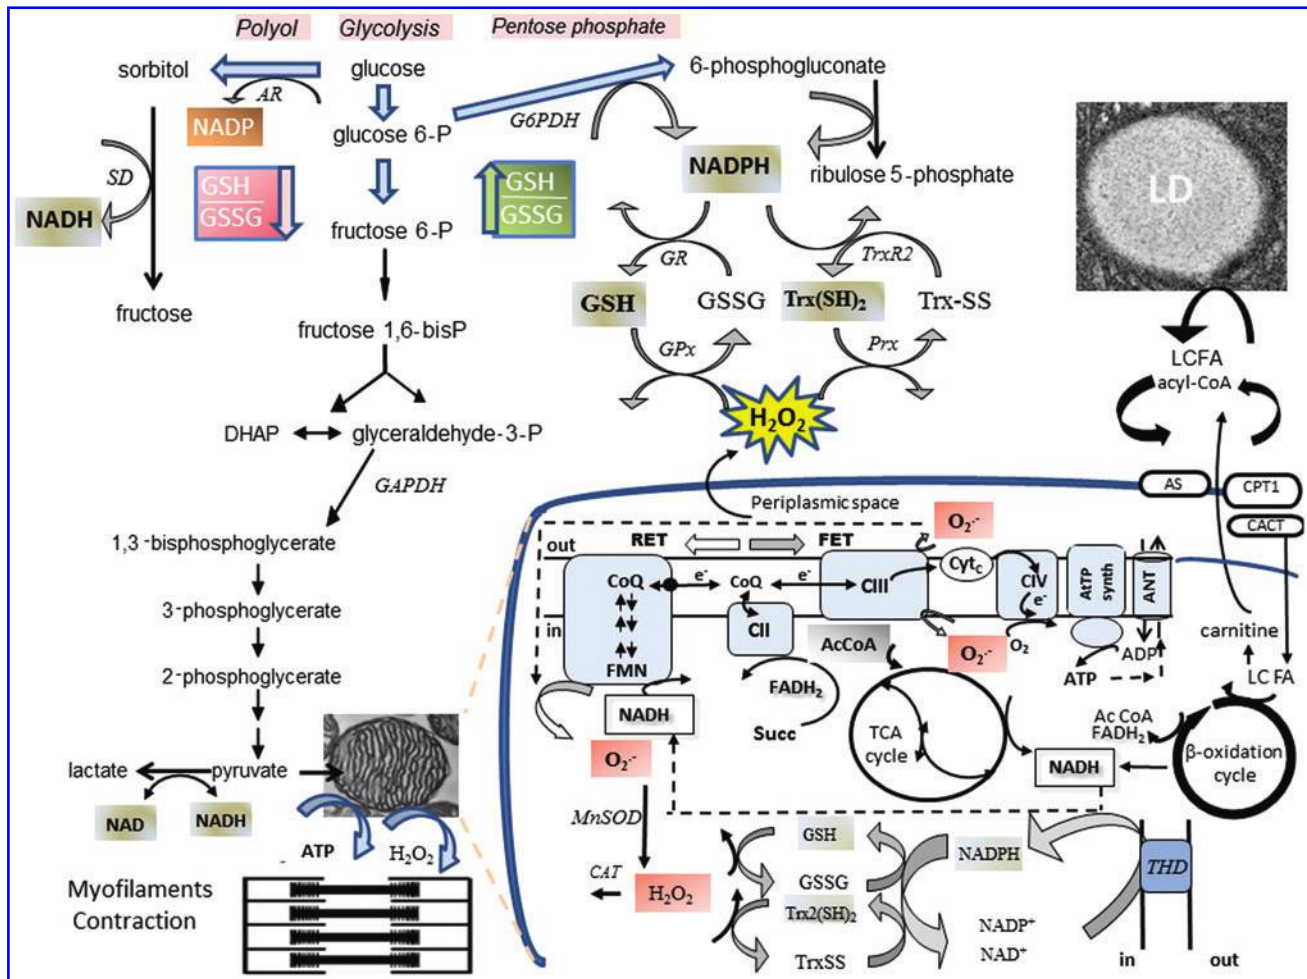 Polyol
Glycolysis
Pentose phosphate
sorbitol
glucose
6-phosphogluconate
AR
NADP
glucose 6-P
G6PDH
SD
GSH
GSSG
NADPH
ribulose 5-phosphate
GSH
GSSG
NADH
fructose 6-P
LD
GR
TrxR2
fructose
GSH
GSSG
Trx(SH)₂
Trx-SS
fructose 1,6-bisP
GPx
Prx
LCFA
acyl-CoA
H₂O₂
DHAP
glyceraldehyde-3-P
GAPDH
AS
CPT1
CACT
Periplasmic space
O₂·-
1,3-bisphosphoglycerate
out
RET
FET
Cytc
CoQ
e-
CoQ
e-
CIII
CIV
e-
AtTP
synth
ANT
3-phosphoglycerate
in
CII
AcCoA
O₂·-
O₂
ADP
carnitine
FMN
ATP
LC FA
2-phosphoglycerate
FADH₂
NADH
Succ
TCA
cycle
Ac CoA
FADH₂
β-oxidation
cycle
NADH
O₂·-
lactate
pyruvate
NAD
NADH
MnSOD
ATP
H₂O₂
GSH
NADPH
THD
CAT
H₂O₂
GSSG
Trx2(SH)₂
Myofilaments
Contraction
NADP⁺
NAD⁺
TrxSS
in
out